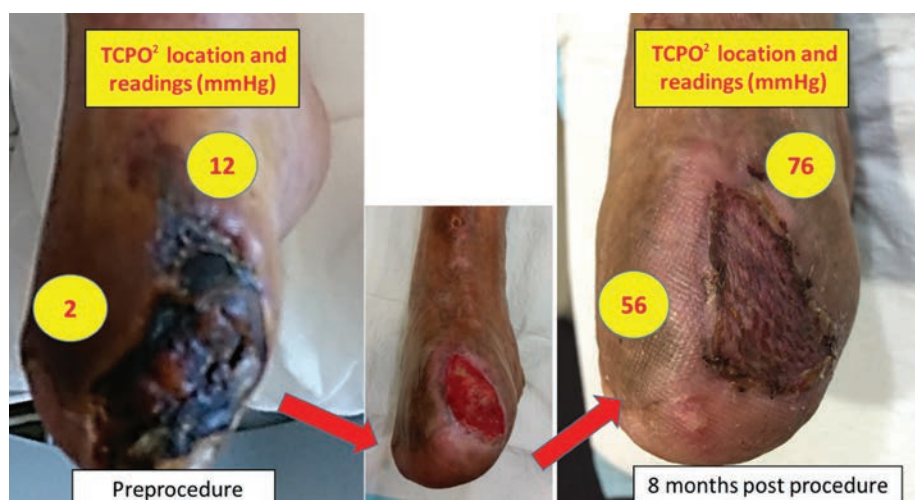 TCPO² location and
readings (mmHg)
12
2
Preprocedure
TCPO² location and
readings (mmHg)
76
56
8 months post procedure